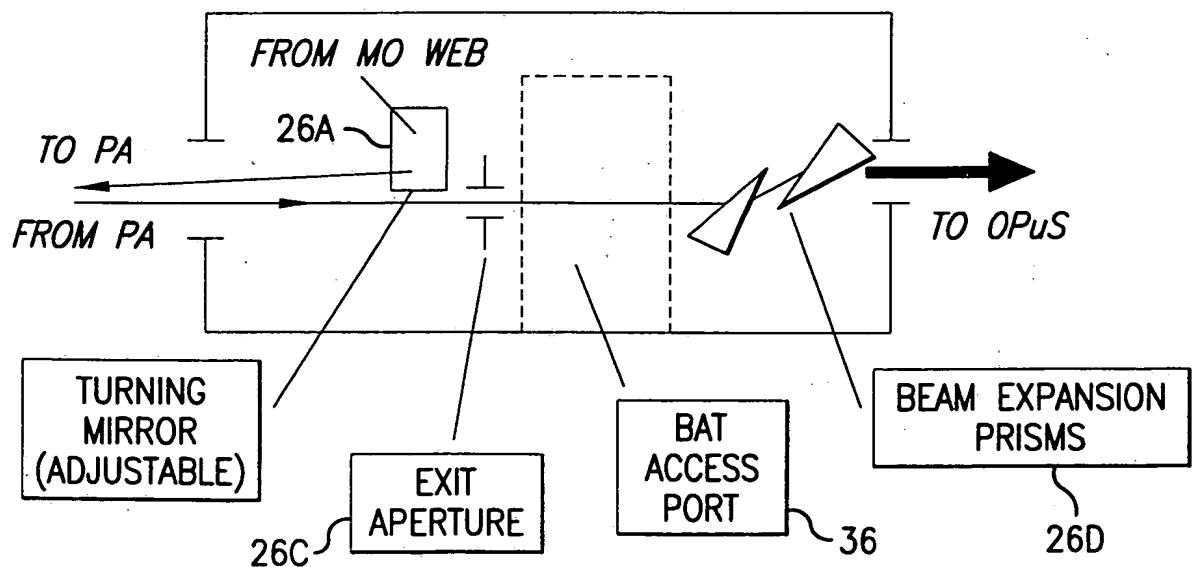 FROM MO WEB
26A
TO PA
FROM PA
TO OPuS
TURNING
MIRROR
(ADJUSTABLE)
EXIT
APERTURE
26C
BAT
ACCESS
PORT
36
BEAM EXPANSION
PRISMS
26D